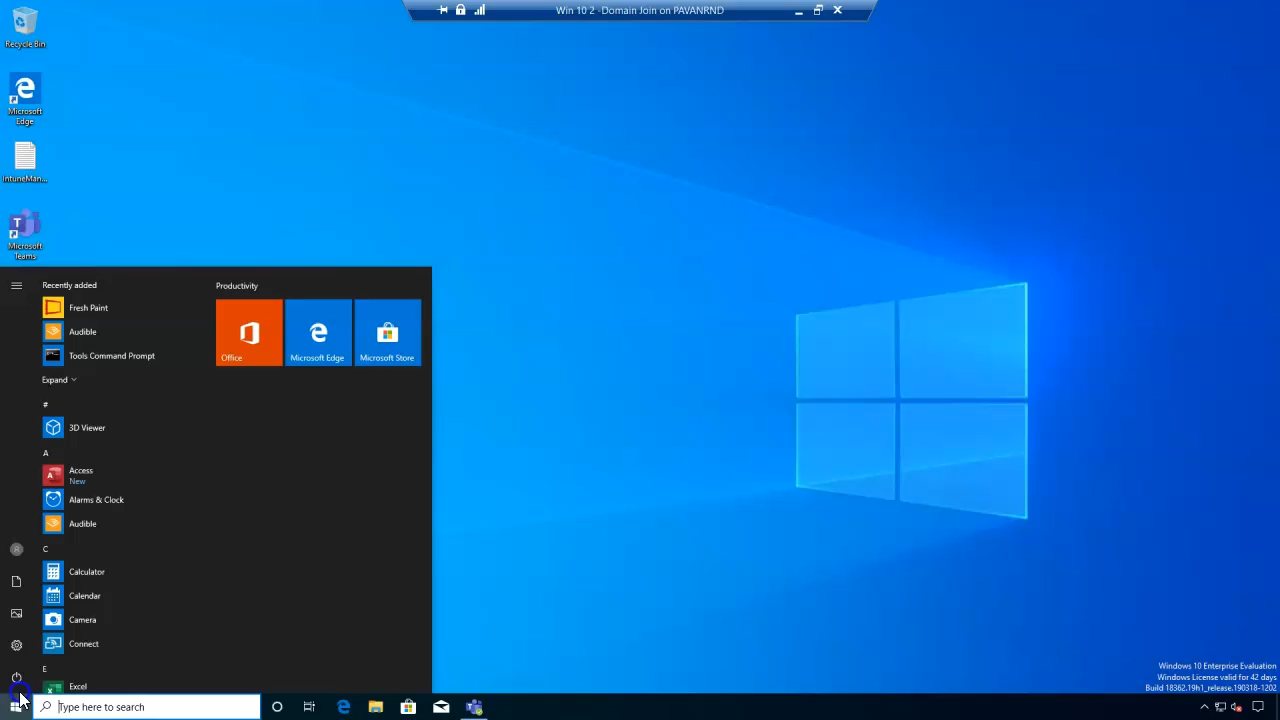 Win 10 2 -Domain Join on PAVANRND
Recycle Bin
Microsoft
Edge
IntuneMan...
Microsoft
Teams
Recently added
Fresh Paint
Audible
Tools Command Prompt
Expand
#
3D Viewer
A
Access
New
Alarms & Clock
Audible
C
Calculator
Calendar
Camera
Connect
E
Excel
Productivity
Office
Microsoft Edge
Microsoft Store
Type here to search
Windows 10 Enterprise Evaluation
Windows License valid for 42 days
Build 18362.19h1_release.190318-1202